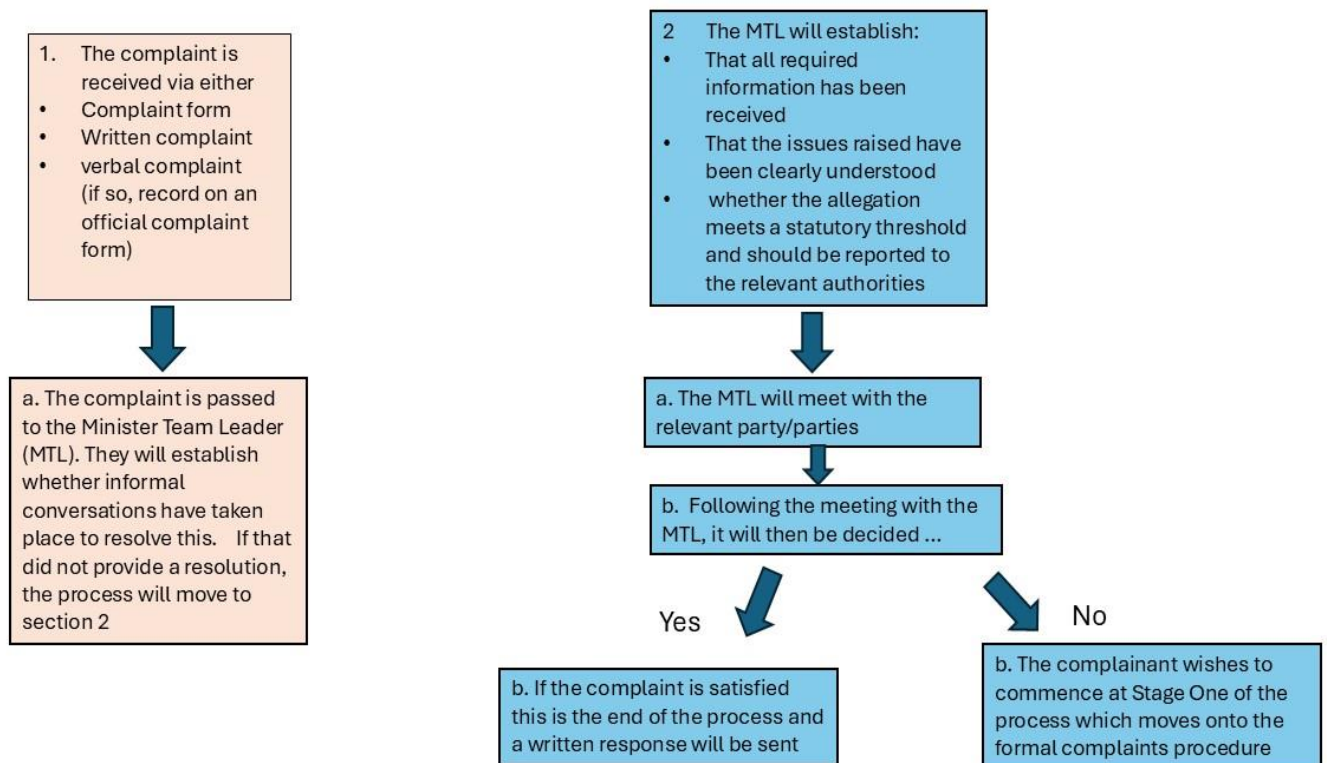 1. The complaint is
received via either
• Complaint form
• Written complaint
• verbal complaint
(if so, record on an
official complaint
form)
a. The complaint is passed
to the Minister Team Leader
(MTL). They will establish
whether informal
conversations have taken
place to resolve this. If that
did not provide a resolution,
the process will move to
section 2
2 The MTL will establish:
• That all required
information has been
received
• That the issues raised have
been clearly understood
• whether the allegation
meets a statutory threshold
and should be reported to
the relevant authorities
a. The MTL will meet with the
relevant party/parties
b. Following the meeting with the
MTL, it will then be decided ...
Yes
No
b. If the complaint is satisfied
this is the end of the process and
a written response will be sent
b. The complainant wishes to
commence at Stage One of the
process which moves onto the
formal complaints procedure